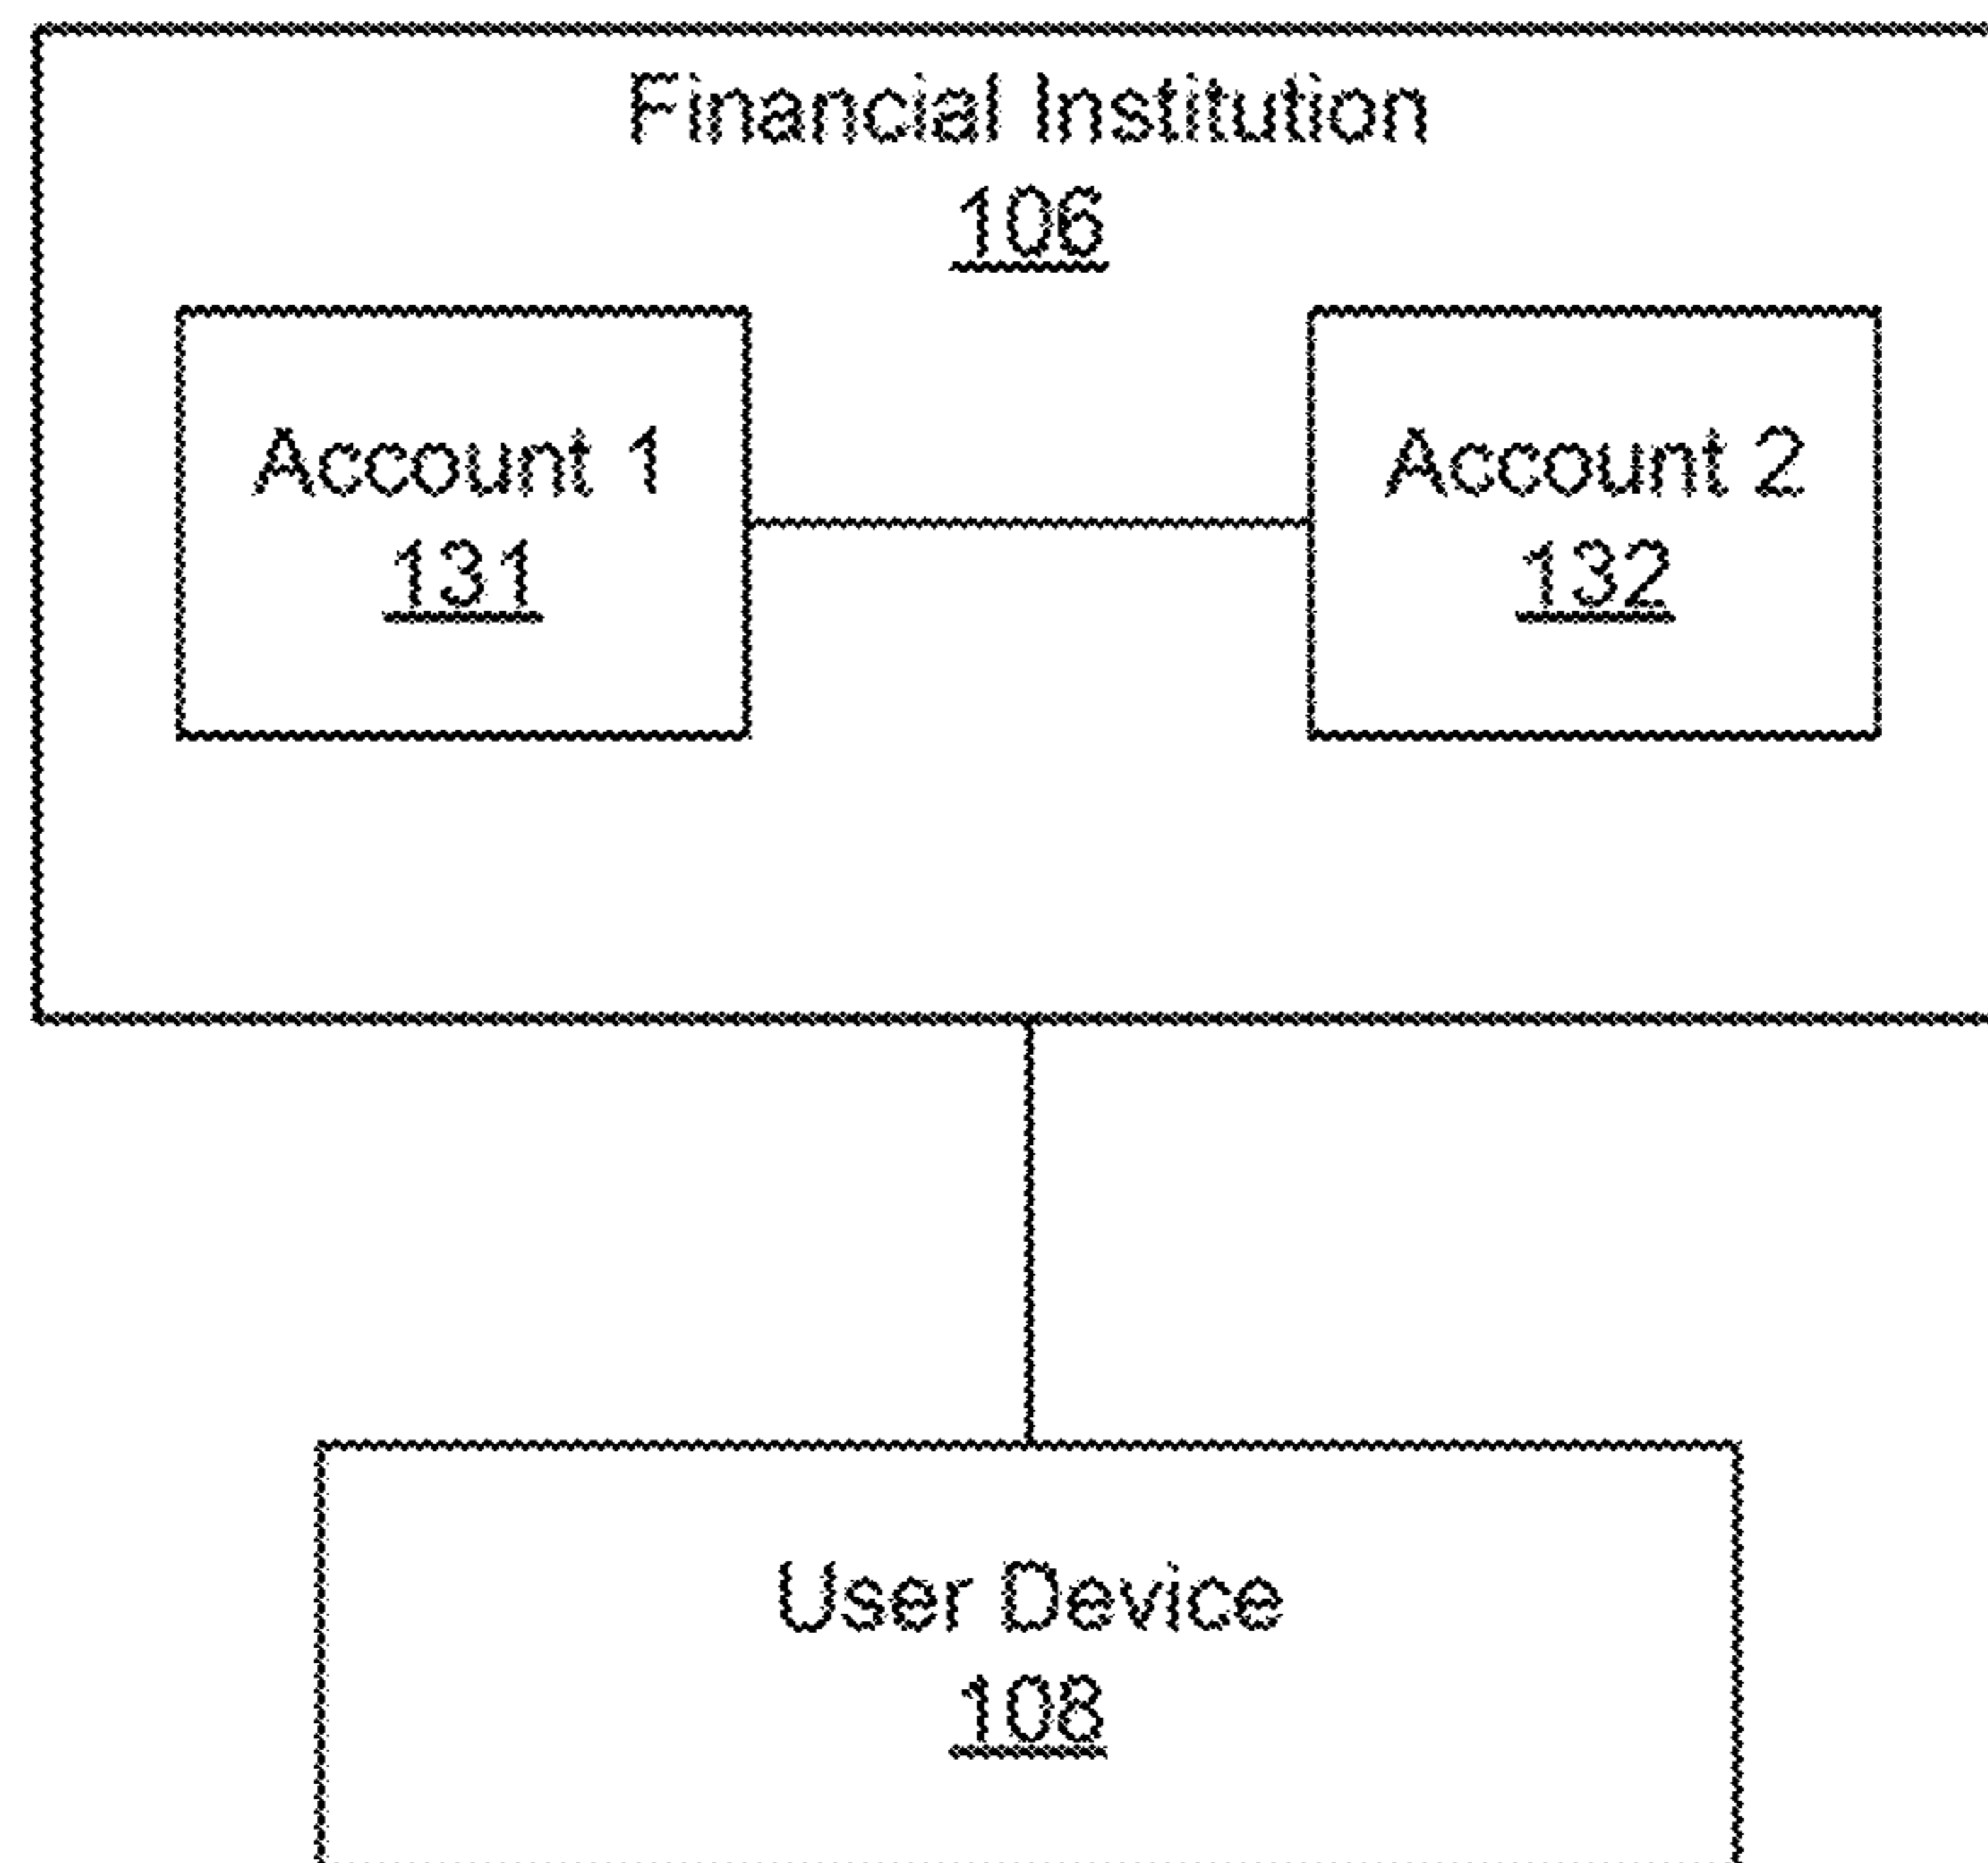 Financial Institution
106
Account 1
131
Account 2
132
User Device
108